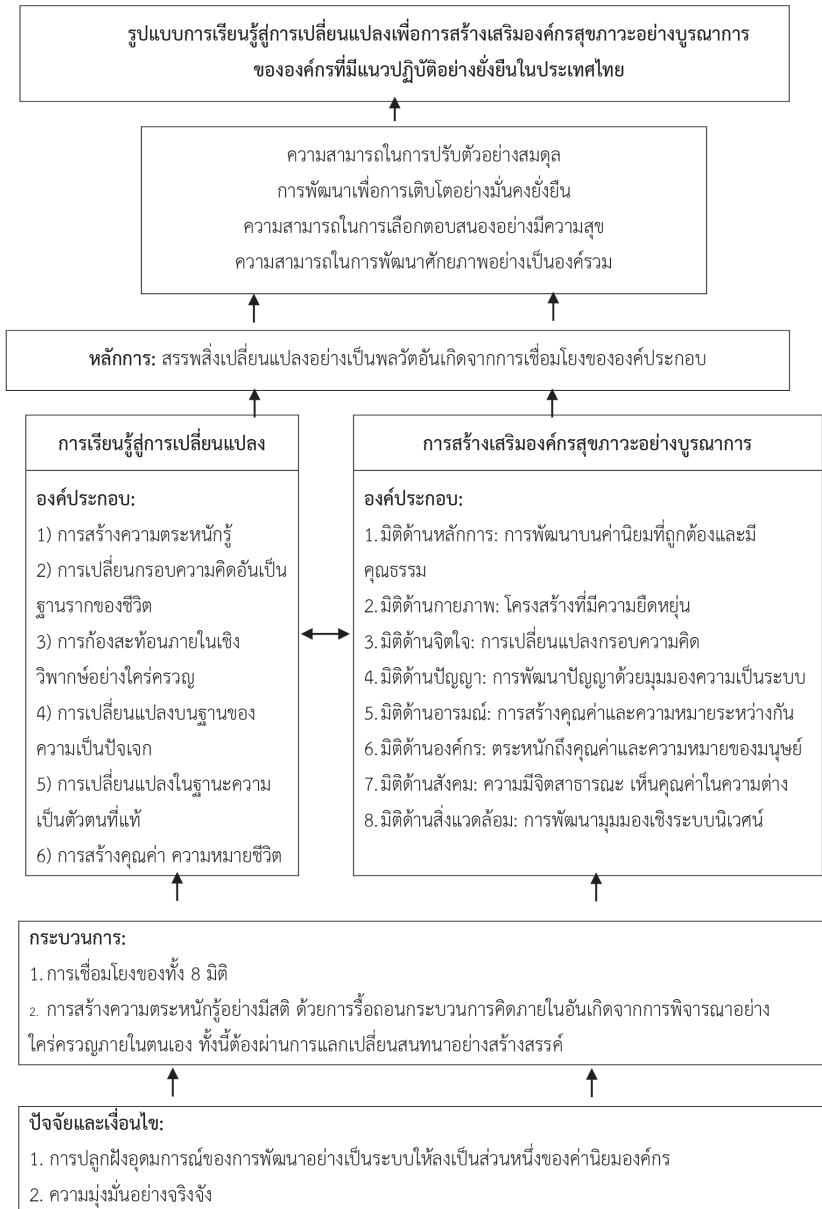 รูปแบบการเรียนรู้สู่การเปลี่ยนแปลงเพื่อการสร้างเสริมองค์กรสุขภาวะอย่างบูรณาการ
ขององค์กรที่มีแนวปฏิบัติอย่างยั่งยืนในประเทศไทย
ความสามารถในการปรับตัวอย่างสมดุล
การพัฒนาเพื่อการเติบโตอย่างมั่นคงยั่งยืน
ความสามารถในการเลือกตอบสนองอย่างมีความสุข
ความสามารถในการพัฒนาศักยภาพอย่างเป็นองค์รวม
หลักการ: สรรพสิ่งเปลี่ยนแปลงอย่างเป็นพลวัตอันเกิดจากการเชื่อมโยงขององค์ประกอบ
การเรียนรู้สู่การเปลี่ยนแปลง
องค์ประกอบ:
1) การสร้างความตระหนักรู้
2) การเปลี่ยนกรอบความคิดอันเป็น
ฐานรากของชีวิต
3) การก้องสะท้อนภายในเชิง
วิพากษ์อย่างใคร่ครวญ
4) การเปลี่ยนแปลงบนฐานของ
ความเป็นปัจเจก
5) การเปลี่ยนแปลงในฐานะความ
เป็นตัวตนที่แท้
6) การสร้างคุณค่า ความหมายชีวิต
การสร้างเสริมองค์กรสุขภาวะอย่างบูรณาการ
องค์ประกอบ:
1. มิติด้านหลักการ: การพัฒนาบนค่านิยมที่ถูกต้องและมี
คุณธรรม
2. มิติด้านกายภาพ: โครงสร้างที่มีความยืดหยุ่น
3. มิติด้านจิตใจ: การเปลี่ยนแปลงกรอบความคิด
4. มิติด้านปัญญา: การพัฒนาปัญญาด้วยมุมมองความเป็นระบบ
5. มิติด้านอารมณ์: การสร้างคุณค่าและความหมายระหว่างกัน
6. มิติด้านองค์กร: ตระหนักถึงคุณค่าและความหมายของมนุษย์
7. มิติด้านสังคม: ความมีจิตสาธารณะ เห็นคุณค่าในความต่าง
8. มิติด้านสิ่งแวดล้อม: การพัฒนามุมมองเชิงระบบนิเวศน์
กระบวนการ:
1. การเชื่อมโยงของทั้ง 8 มิติ
2. การสร้างความตระหนักรู้อย่างมีสติ ด้วยการรื้อถอนกระบวนการคิดภายในอันเกิดจากการพิจารณาอย่าง
ใคร่ครวญภายในตนเอง ทั้งนี้ต้องผ่านการแลกเปลี่ยนสนทนาอย่างสร้างสรรค์
ปัจจัยและเงื่อนไข:
1. การปลูกฝังอุดมการณ์ของการพัฒนาอย่างเป็นระบบให้ลงเป็นส่วนหนึ่งของค่านิยมองค์กร
2. ความมุ่งมั่นอย่างจริงจัง